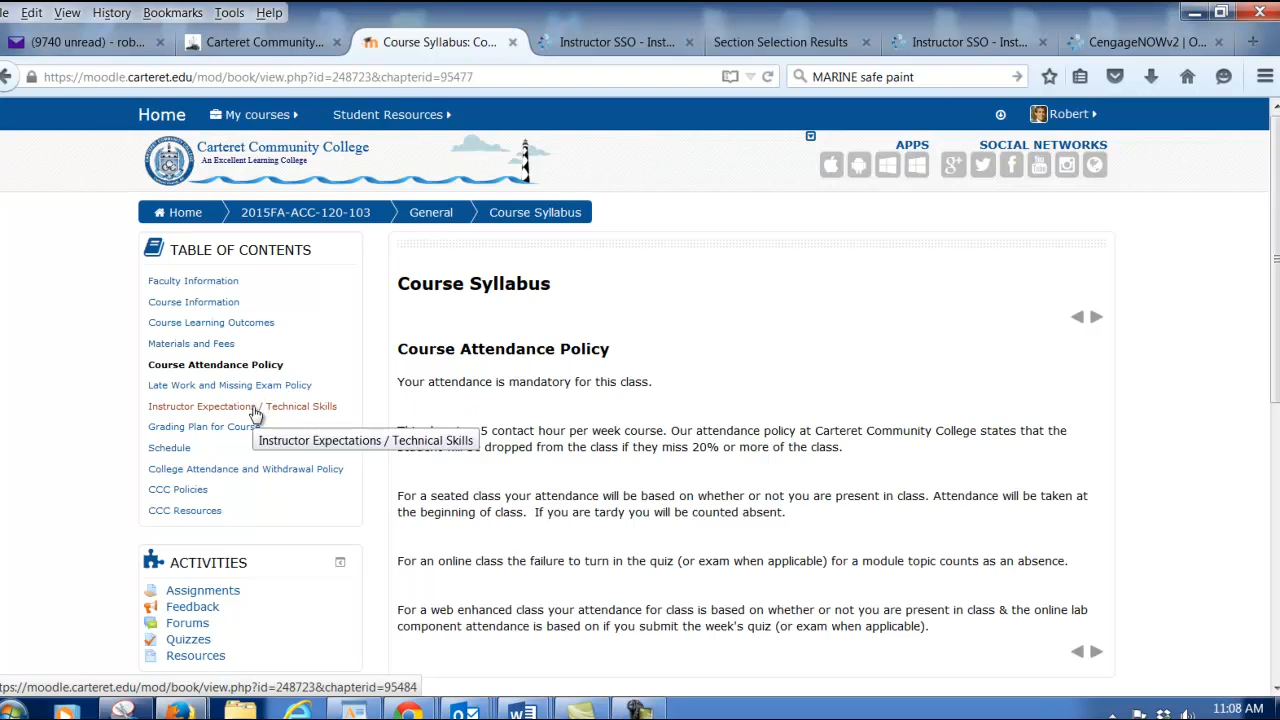 Edit View History Bookmarks Tools Help
(9740 unread) - rob... × Carteret Community... × Course Syllabus: Co... × Instructor SSO - Inst... × Section Selection Results × Instructor SSO - Inst... × CengageNOWv2 | O... ×
https://moodle.carteret.edu/mod/book/view.php?id=248723&chapterid=95477 MARINE safe paint
Home My courses Student Resources Robert
Carteret Community College
An Excellent Learning College
APPS SOCIAL NETWORKS
Home 2015FA-ACC-120-103 General Course Syllabus
TABLE OF CONTENTS
Faculty Information
Course Information
Course Learning Outcomes
Materials and Fees
Course Attendance Policy
Late Work and Missing Exam Policy
Instructor Expectations / Technical Skills
Grading Plan for Course
Instructor Expectations / Technical Skills
Schedule
College Attendance and Withdrawal Policy
CCC Policies
CCC Resources
ACTIVITIES
Assignments
Feedback
Forums
Quizzes
Resources
Course Syllabus
Course Attendance Policy
Your attendance is mandatory for this class.
5 contact hour per week course. Our attendance policy at Carteret Community College states that the
dropped from the class if they miss 20% or more of the class.
For a seated class your attendance will be based on whether or not you are present in class. Attendance will be taken at
the beginning of class. If you are tardy you will be counted absent.
For an online class the failure to turn in the quiz (or exam when applicable) for a module topic counts as an absence.
For a web enhanced class your attendance for class is based on whether or not you are present in class & the online lab
component attendance is based on if you submit the week's quiz (or exam when applicable).
tps://moodle.carteret.edu/mod/book/view.php?id=248723&chapterid=95484
11:08 AM